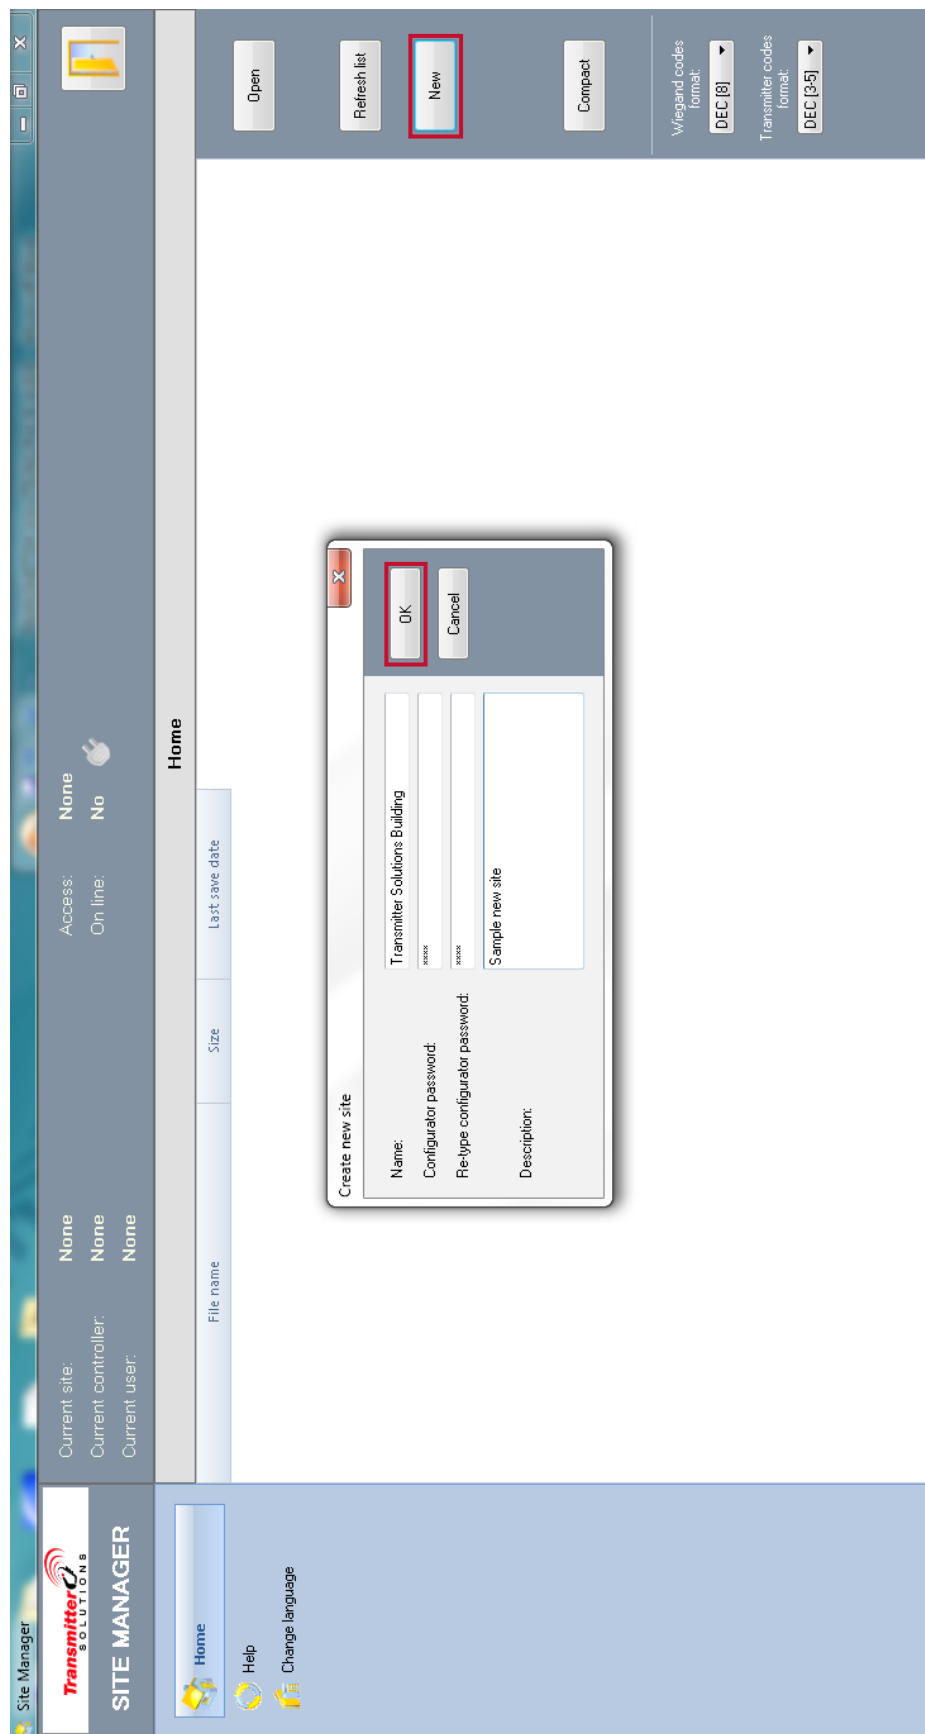 Site Manager
Transmitter
SOLUTIONS
SITE MANAGER
Current site: None
Current controller: None
Current user: None
Access: None
On line: No
Home
Home
Help
Change language
File name
Size
Last save date
Create new site
Name: Transmitter Solutions Building
Configurator password: xxxx
Re-type configurator password: xxxx
Description: Sample new site
OK
Cancel
Open
Refresh list
New
Compact
Wiegand codes
format:
DEC [8]
Transmitter codes
format:
DEC [3-5]